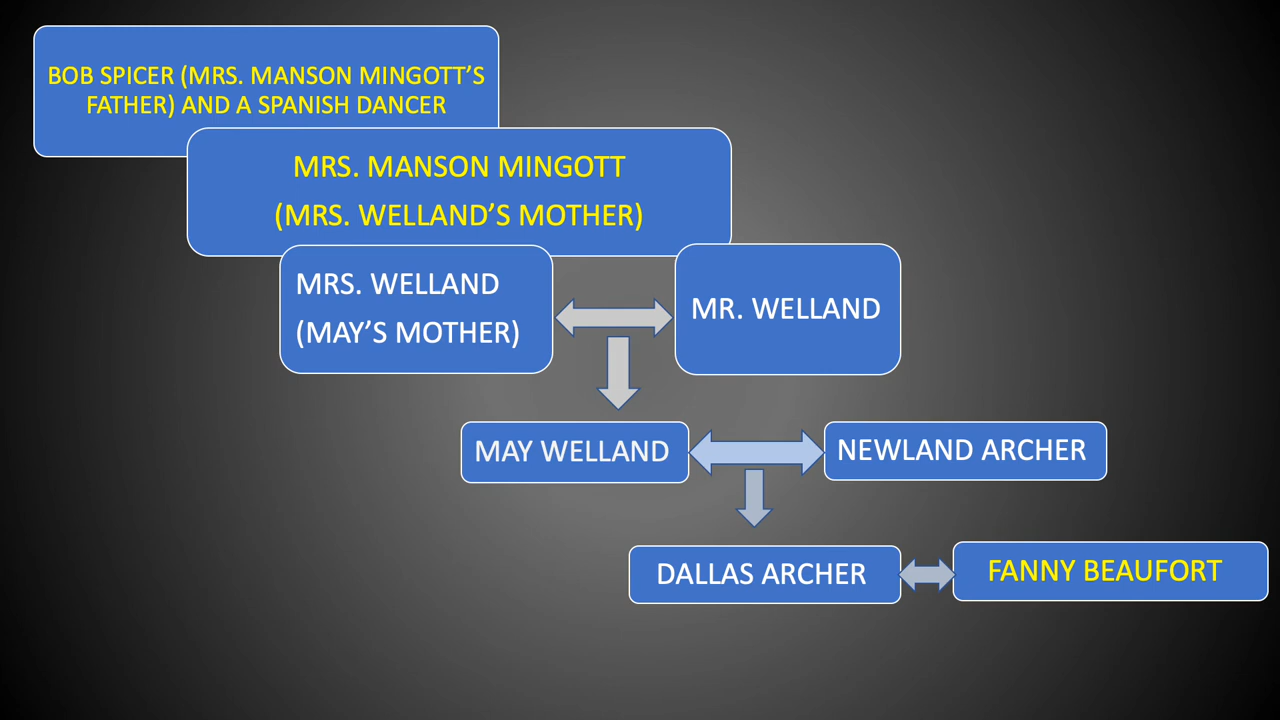 BOB SPICER (MRS. MANSON MINGOTT’S
FATHER) AND A SPANISH DANCER
MRS. MANSON MINGOTT
(MRS. WELLAND’S MOTHER)
MRS. WELLAND
(MAY’S MOTHER)
MR. WELLAND
MAY WELLAND
NEWLAND ARCHER
DALLAS ARCHER
FANNY BEAUFORT